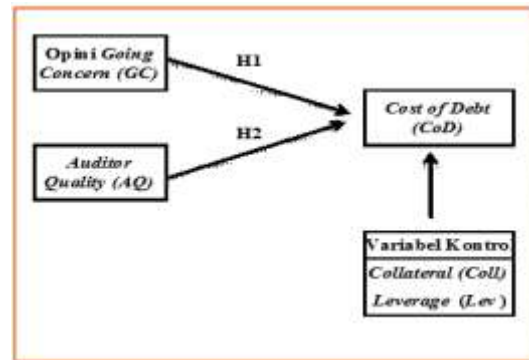 Opini Going
Concern (GC)
H1
Cost of Debt
(CoD)
H2
Auditor
Quality (AQ)
Variabel Kontro
Collateral (Coll)
Leverage (Lev)